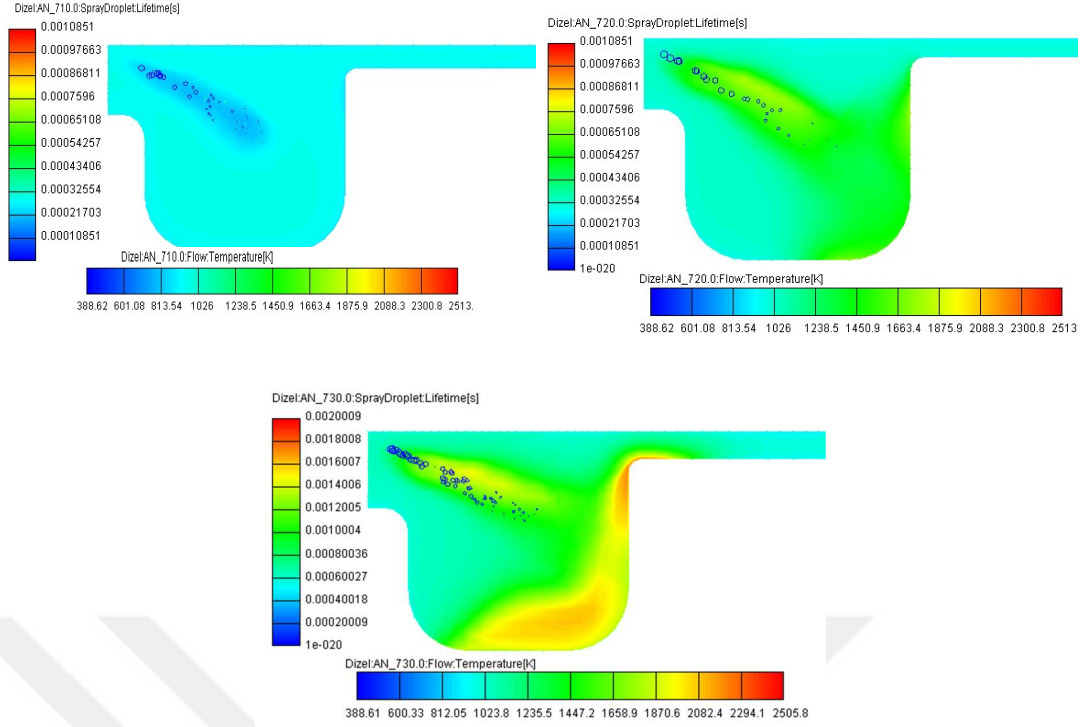 Dizel:AN_710.0:SprayDroplet:Lifetime[s]
0.0010851
0.00097663
0.00086811
0.0007596
0.00065108
0.00054257
0.00043406
0.00032554
0.00021703
0.00010851
Dizel:AN_710.0:Flow:Temperature[K]
388.62 601.08 813.54 1026 1238.5 1450.9 1663.4 1875.9 2088.3 2300.8 2513.
Dizel:AN_720.0:SprayDroplet:Lifetime[s]
0.0010851
0.00097663
0.00086811
0.0007596
0.00065108
0.00054257
0.00043406
0.00032554
0.00021703
0.00010851
1e-020
Dizel:AN_720.0:Flow:Temperature[K]
388.62 601.08 813.54 1026 1238.5 1450.9 1663.4 1875.9 2088.3 2300.8 2513
Dizel:AN_730.0:SprayDroplet:Lifetime[s]
0.0020009
0.0018008
0.0016007
0.0014006
0.0012005
0.0010004
0.00080036
0.00060027
0.00040018
0.00020009
1e-020
Dizel:AN_730.0:Flow:Temperature[K]
388.61 600.33 812.05 1023.8 1235.5 1447.2 1658.9 1870.6 2082.4 2294.1 2505.8